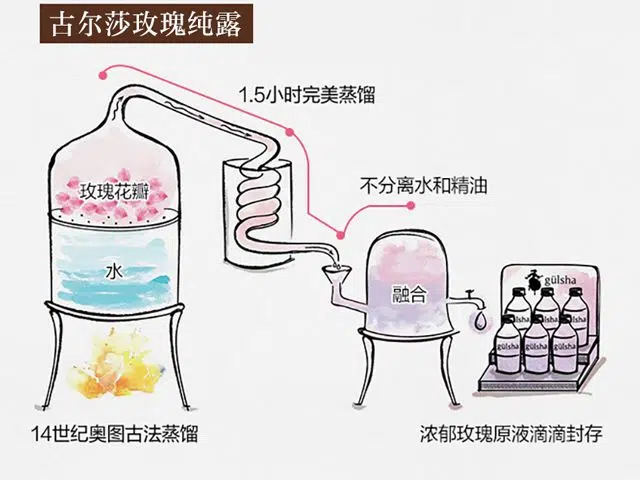 古尔莎玫瑰纯露
1.5小时完美蒸馏
不分离水和精油
玫瑰花瓣
水
融合
gülsha
gülsha gülsha gülsha
14世纪奥图古法蒸馏
浓郁玫瑰原液滴滴封存